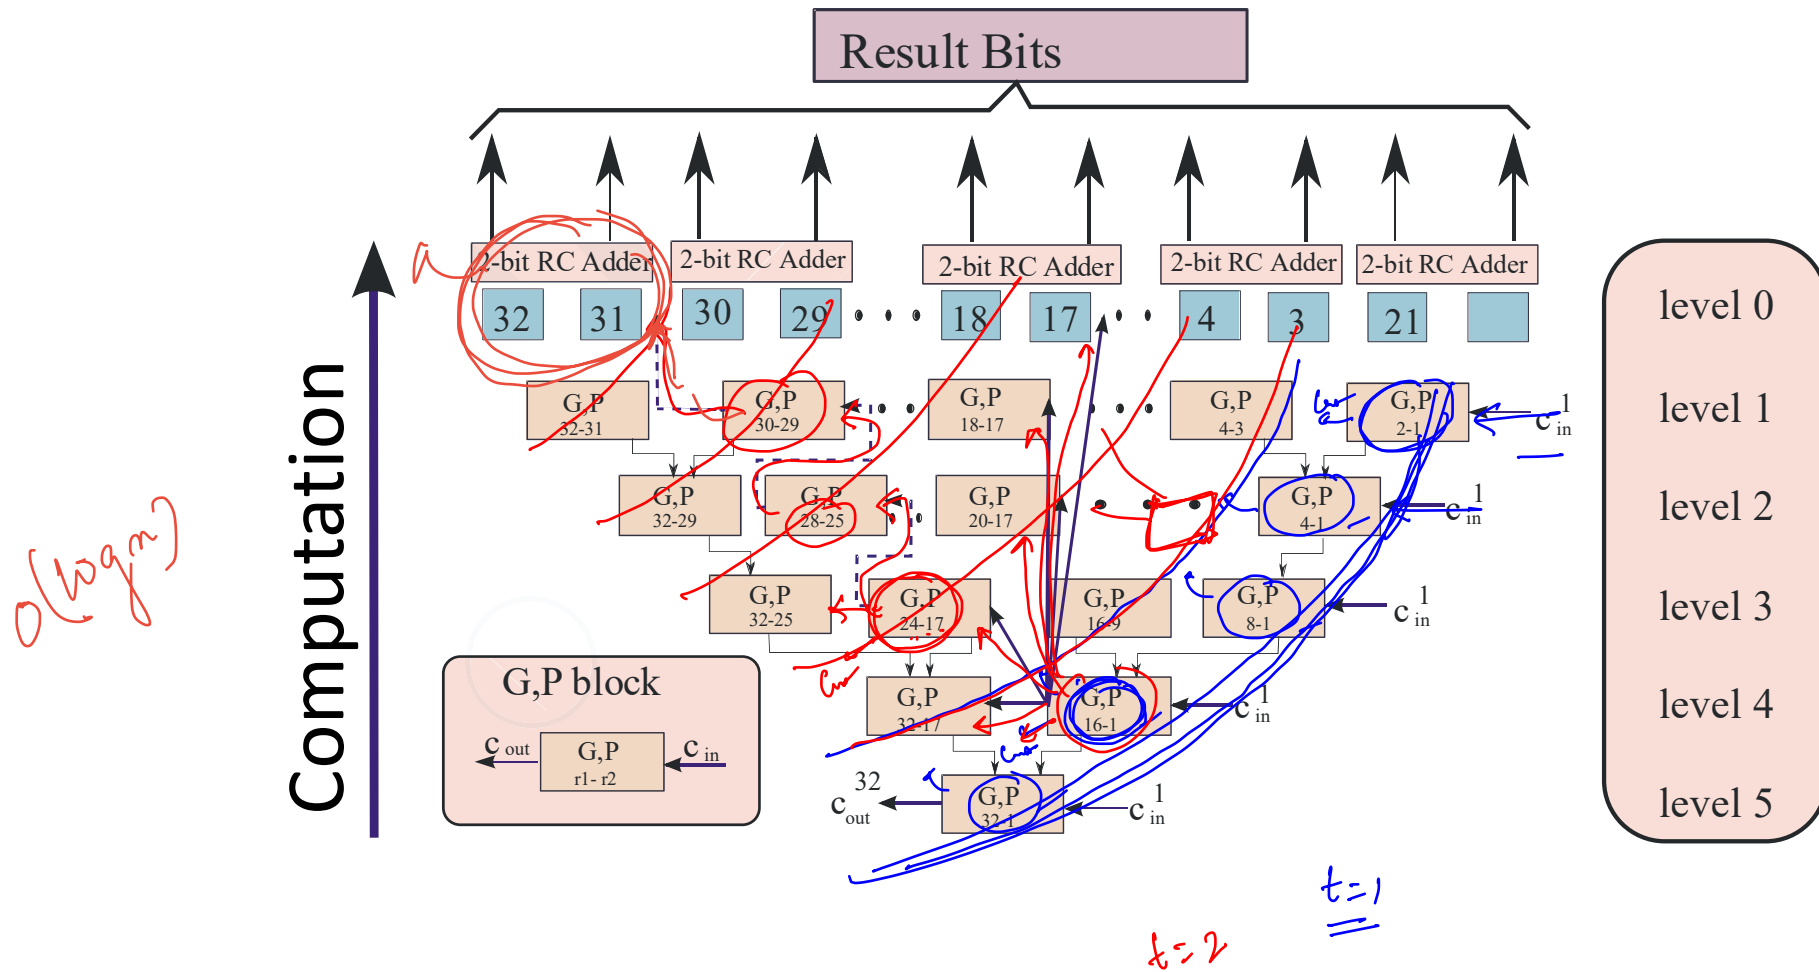 Result Bits
2-bit RC Adder 2-bit RC Adder 2-bit RC Adder 2-bit RC Adder 2-bit RC Adder
32 31 30 29 18 17 4 3 21
level 0
G,P G,P G,P G,P G,P
32-31 30-29 18-17 4-3 2-1
c in 1
level 1
G,P G,P G,P G,P
32-29 28-25 20-17 4-1
c in 1
level 2
G,P G,P G,P G,P
32-25 24-17 16-9 8-1
c in 1
level 3
G,P G,P
32-17 16-1
c in 1
level 4
G,P
32-1
c out 32
c in 1
level 5
Computation
O(log n)
G,P block
c out
G,P
r1- r2
c in
t=1
t=2